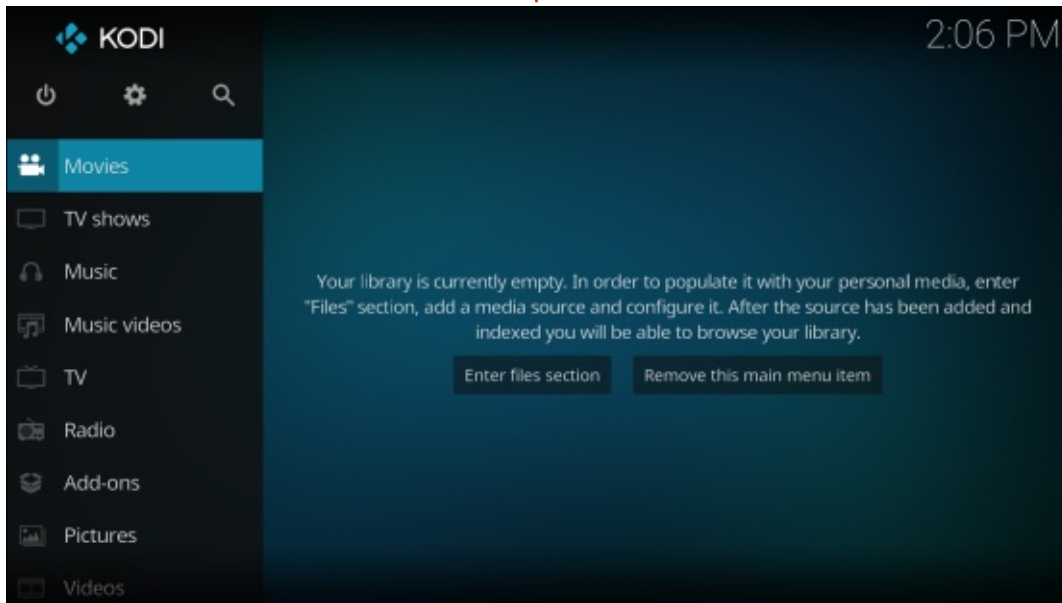 KODI
2:06 PM
Movies
TV shows
Music
Music videos
TV
Radio
Add-ons
Pictures
Videos
Your library is currently empty. In order to populate it with your personal media, enter
"Files" section, add a media source and configure it. After the source has been added and
indexed you will be able to browse your library.
Enter files section
Remove this main menu item